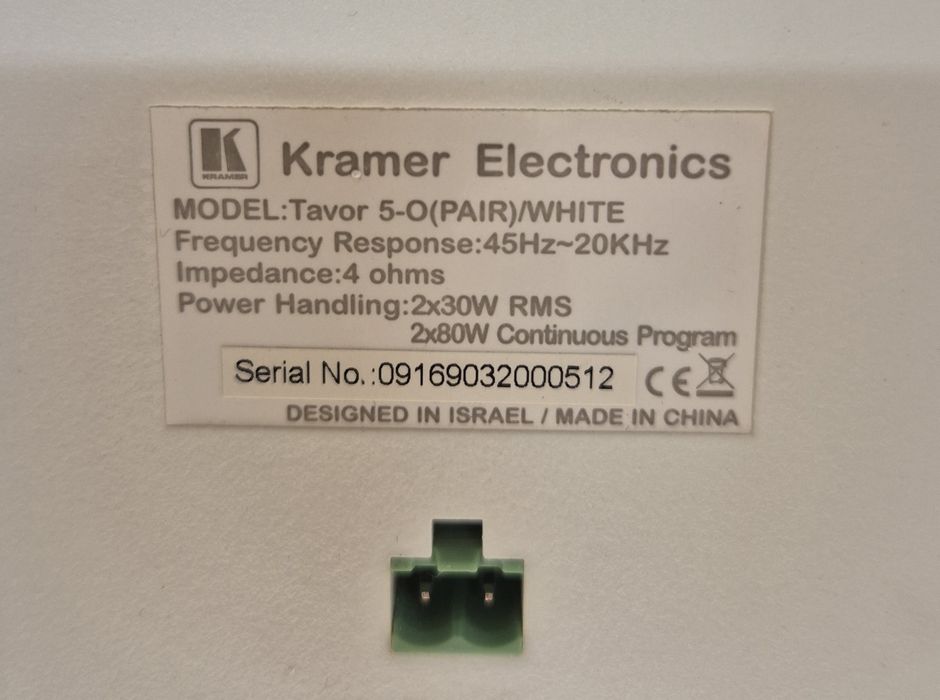 K
KRAMER
Kramer Electronics
MODEL:Tavor 5-O(PAIR)/WHITE
Frequency Response:45Hz~20KHz
Impedance:4 ohms
Power Handling:2x30W RMS
2x80W Continuous Program
Serial No.:09169032000512
CE
DESIGNED IN ISRAEL / MADE IN CHINA